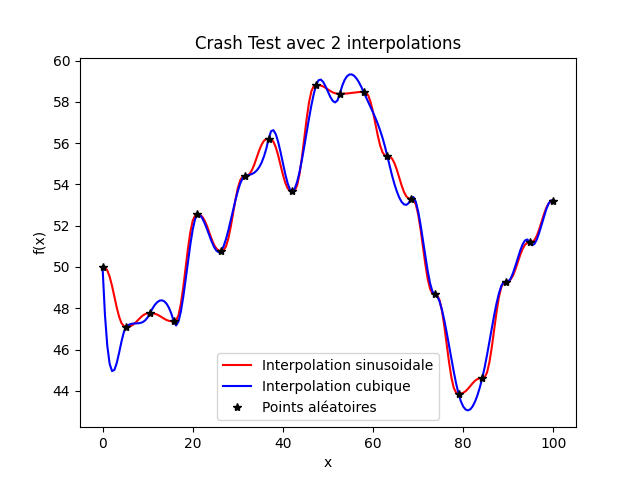 Crash Test avec 2 interpolations
60
58
56
54
52
50
48
46
44
f(x)
Interpolation sinusoidale
Interpolation cubique
Points aléatoires
0
20
40
60
80
100
x